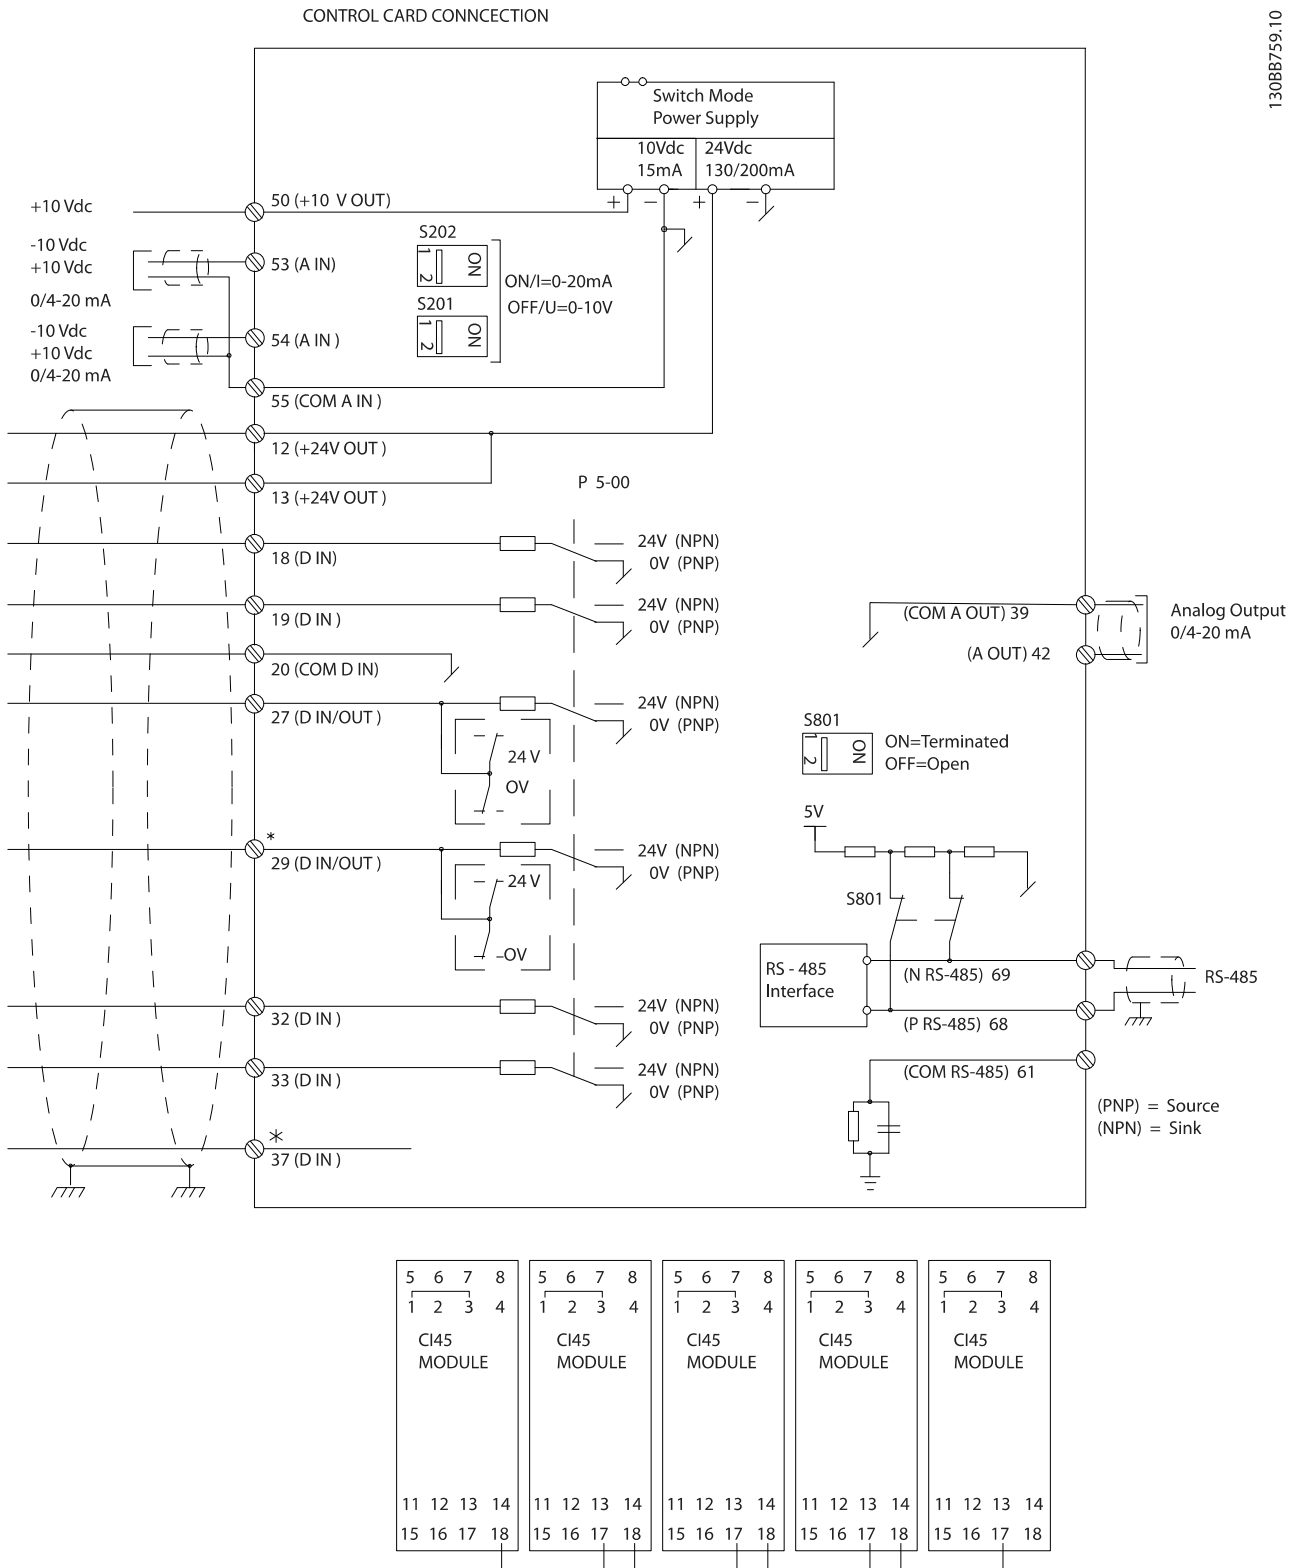 CONTROL CARD CONNCECTION
130BB759.10
Switch Mode
Power Supply
10Vdc
15mA
24Vdc
130/200mA
+ − + −
+10 Vdc
50 (+10 V OUT)
-10 Vdc
+10 Vdc
0/4-20 mA
53 (A IN)
S202
1 2 ON
ON/I=0-20mA
OFF/U=0-10V
S201
1 2 ON
-10 Vdc
+10 Vdc
0/4-20 mA
54 (A IN )
55 (COM A IN )
12 (+24V OUT )
13 (+24V OUT )
P 5-00
18 (D IN)
24V (NPN)
0V (PNP)
19 (D IN )
24V (NPN)
0V (PNP)
20 (COM D IN)
27 (D IN/OUT )
24V (NPN)
0V (PNP)
24 V
OV
*
29 (D IN/OUT )
24V (NPN)
0V (PNP)
24 V
OV
32 (D IN )
24V (NPN)
0V (PNP)
33 (D IN )
24V (NPN)
0V (PNP)
*
37 (D IN )
(COM A OUT) 39
(A OUT) 42
Analog Output
0/4-20 mA
S801
1 2 ON
ON=Terminated
OFF=Open
5V
S801
RS - 485
Interface
(N RS-485) 69
(P RS-485) 68
RS-485
(COM RS-485) 61
(PNP) = Source
(NPN) = Sink
5 6 7 8
1 2 3 4
CI45
MODULE
11 12 13 14
15 16 17 18
5 6 7 8
1 2 3 4
CI45
MODULE
11 12 13 14
15 16 17 18
5 6 7 8
1 2 3 4
CI45
MODULE
11 12 13 14
15 16 17 18
5 6 7 8
1 2 3 4
CI45
MODULE
11 12 13 14
15 16 17 18
5 6 7 8
1 2 3 4
CI45
MODULE
11 12 13 14
15 16 17 18